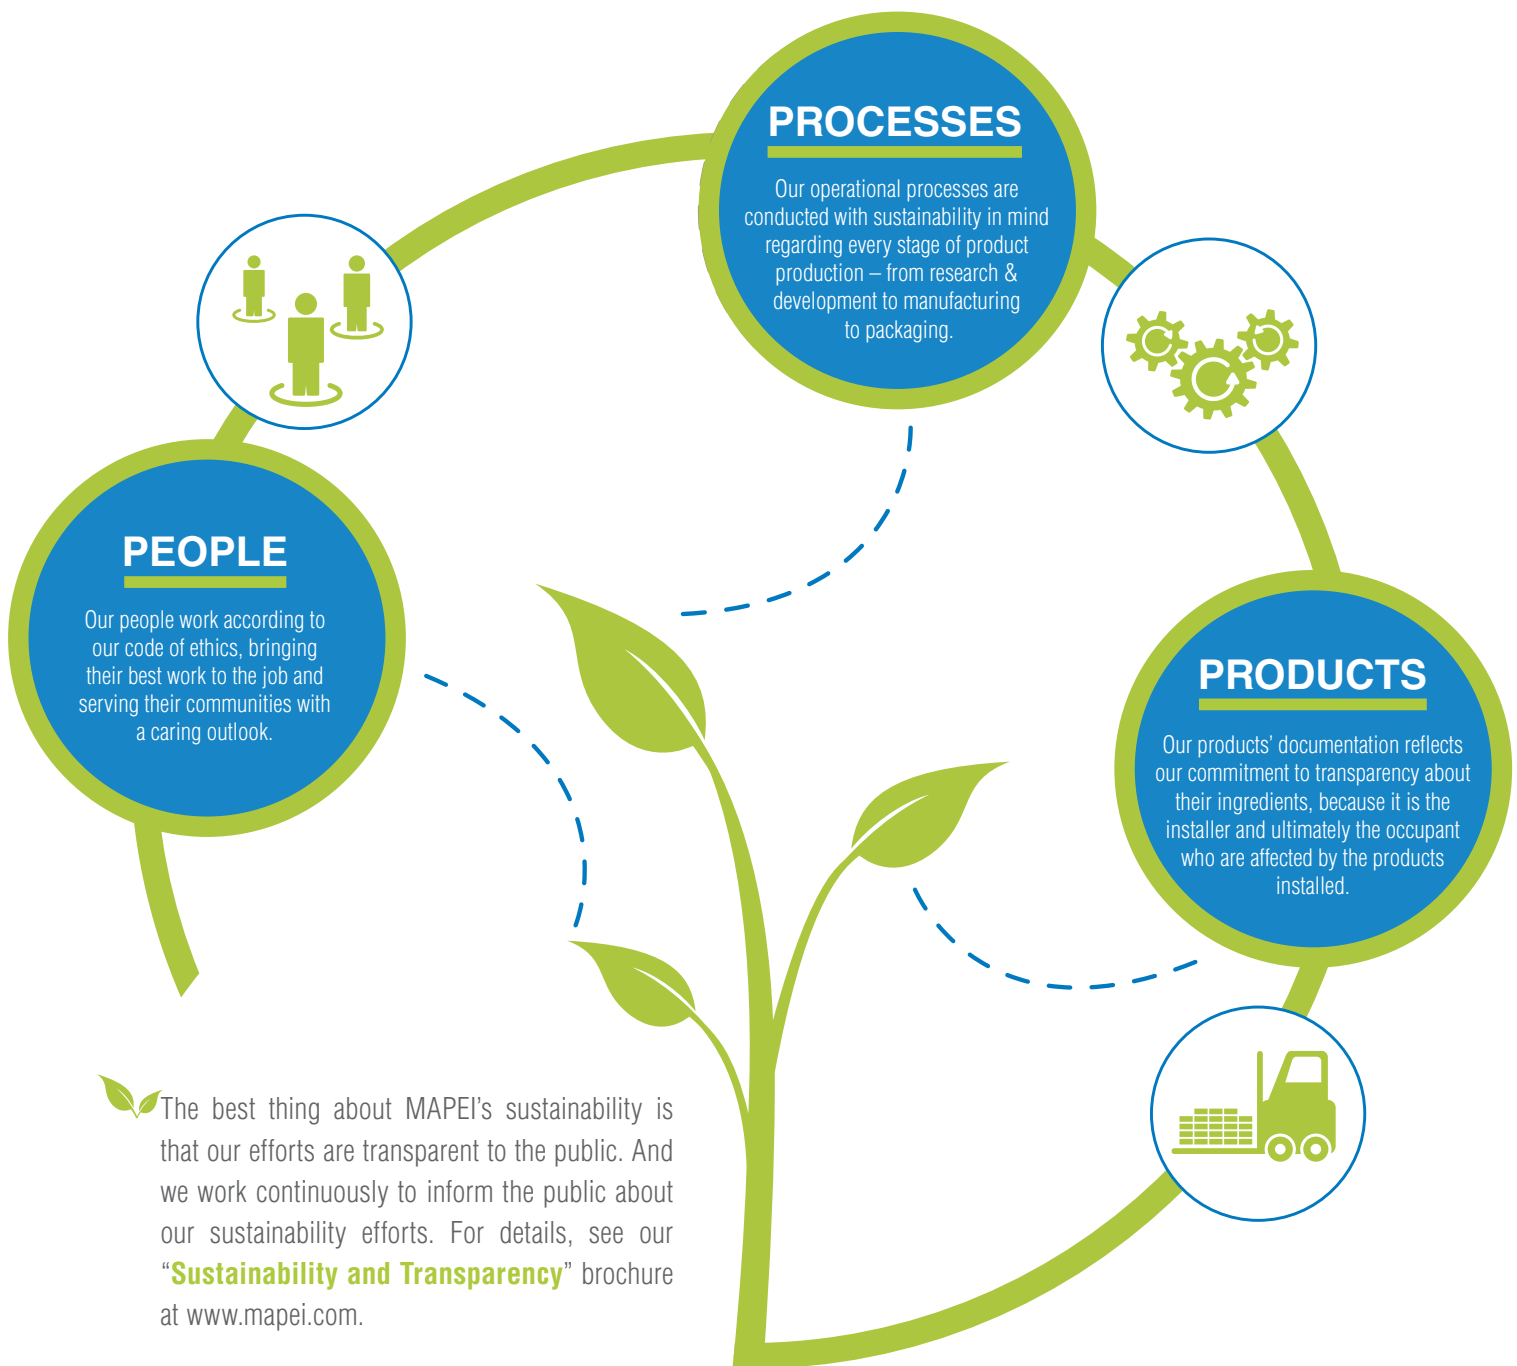 PROCESSES
Our operational processes are
conducted with sustainability in mind
regarding every stage of product
production – from research &
development to manufacturing
to packaging.
PEOPLE
Our people work according to
our code of ethics, bringing
their best work to the job and
serving their communities with
a caring outlook.
PRODUCTS
Our products’ documentation reflects
our commitment to transparency about
their ingredients, because it is the
installer and ultimately the occupant
who are affected by the products
installed.
The best thing about MAPEI’s sustainability is
that our efforts are transparent to the public. And
we work continuously to inform the public about
our sustainability efforts. For details, see our
“Sustainability and Transparency” brochure
at www.mapei.com.